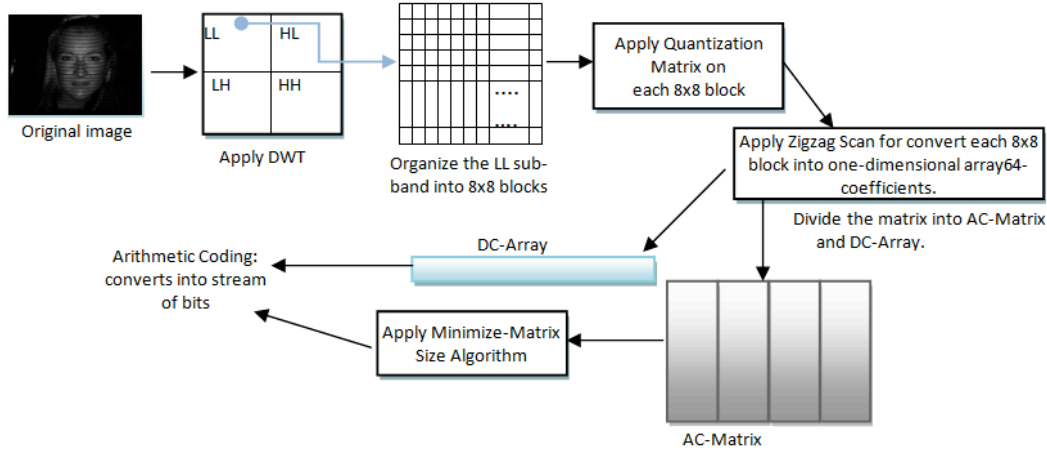 Original image
LL
HL
LH
HH
Apply DWT
....
....
Organize the LL sub-
band into 8x8 blocks
Apply Quantization
Matrix on
each 8x8 block
Apply Zigzag Scan for convert each 8x8
block into one-dimensional array64-
coefficients.
Divide the matrix into AC-Matrix
and DC-Array.
DC-Array
Arithmetic Coding:
converts into stream
of bits
Apply Minimize-Matrix
Size Algorithm
AC-Matrix